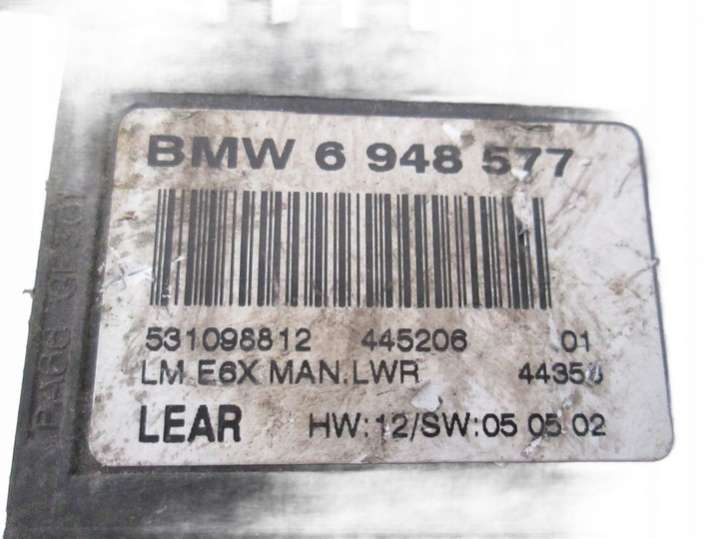 BMW 6 948 577
531098812 445206 01
LM E6X MAN.LWR
LEAR HW:12/SW:05 05 02